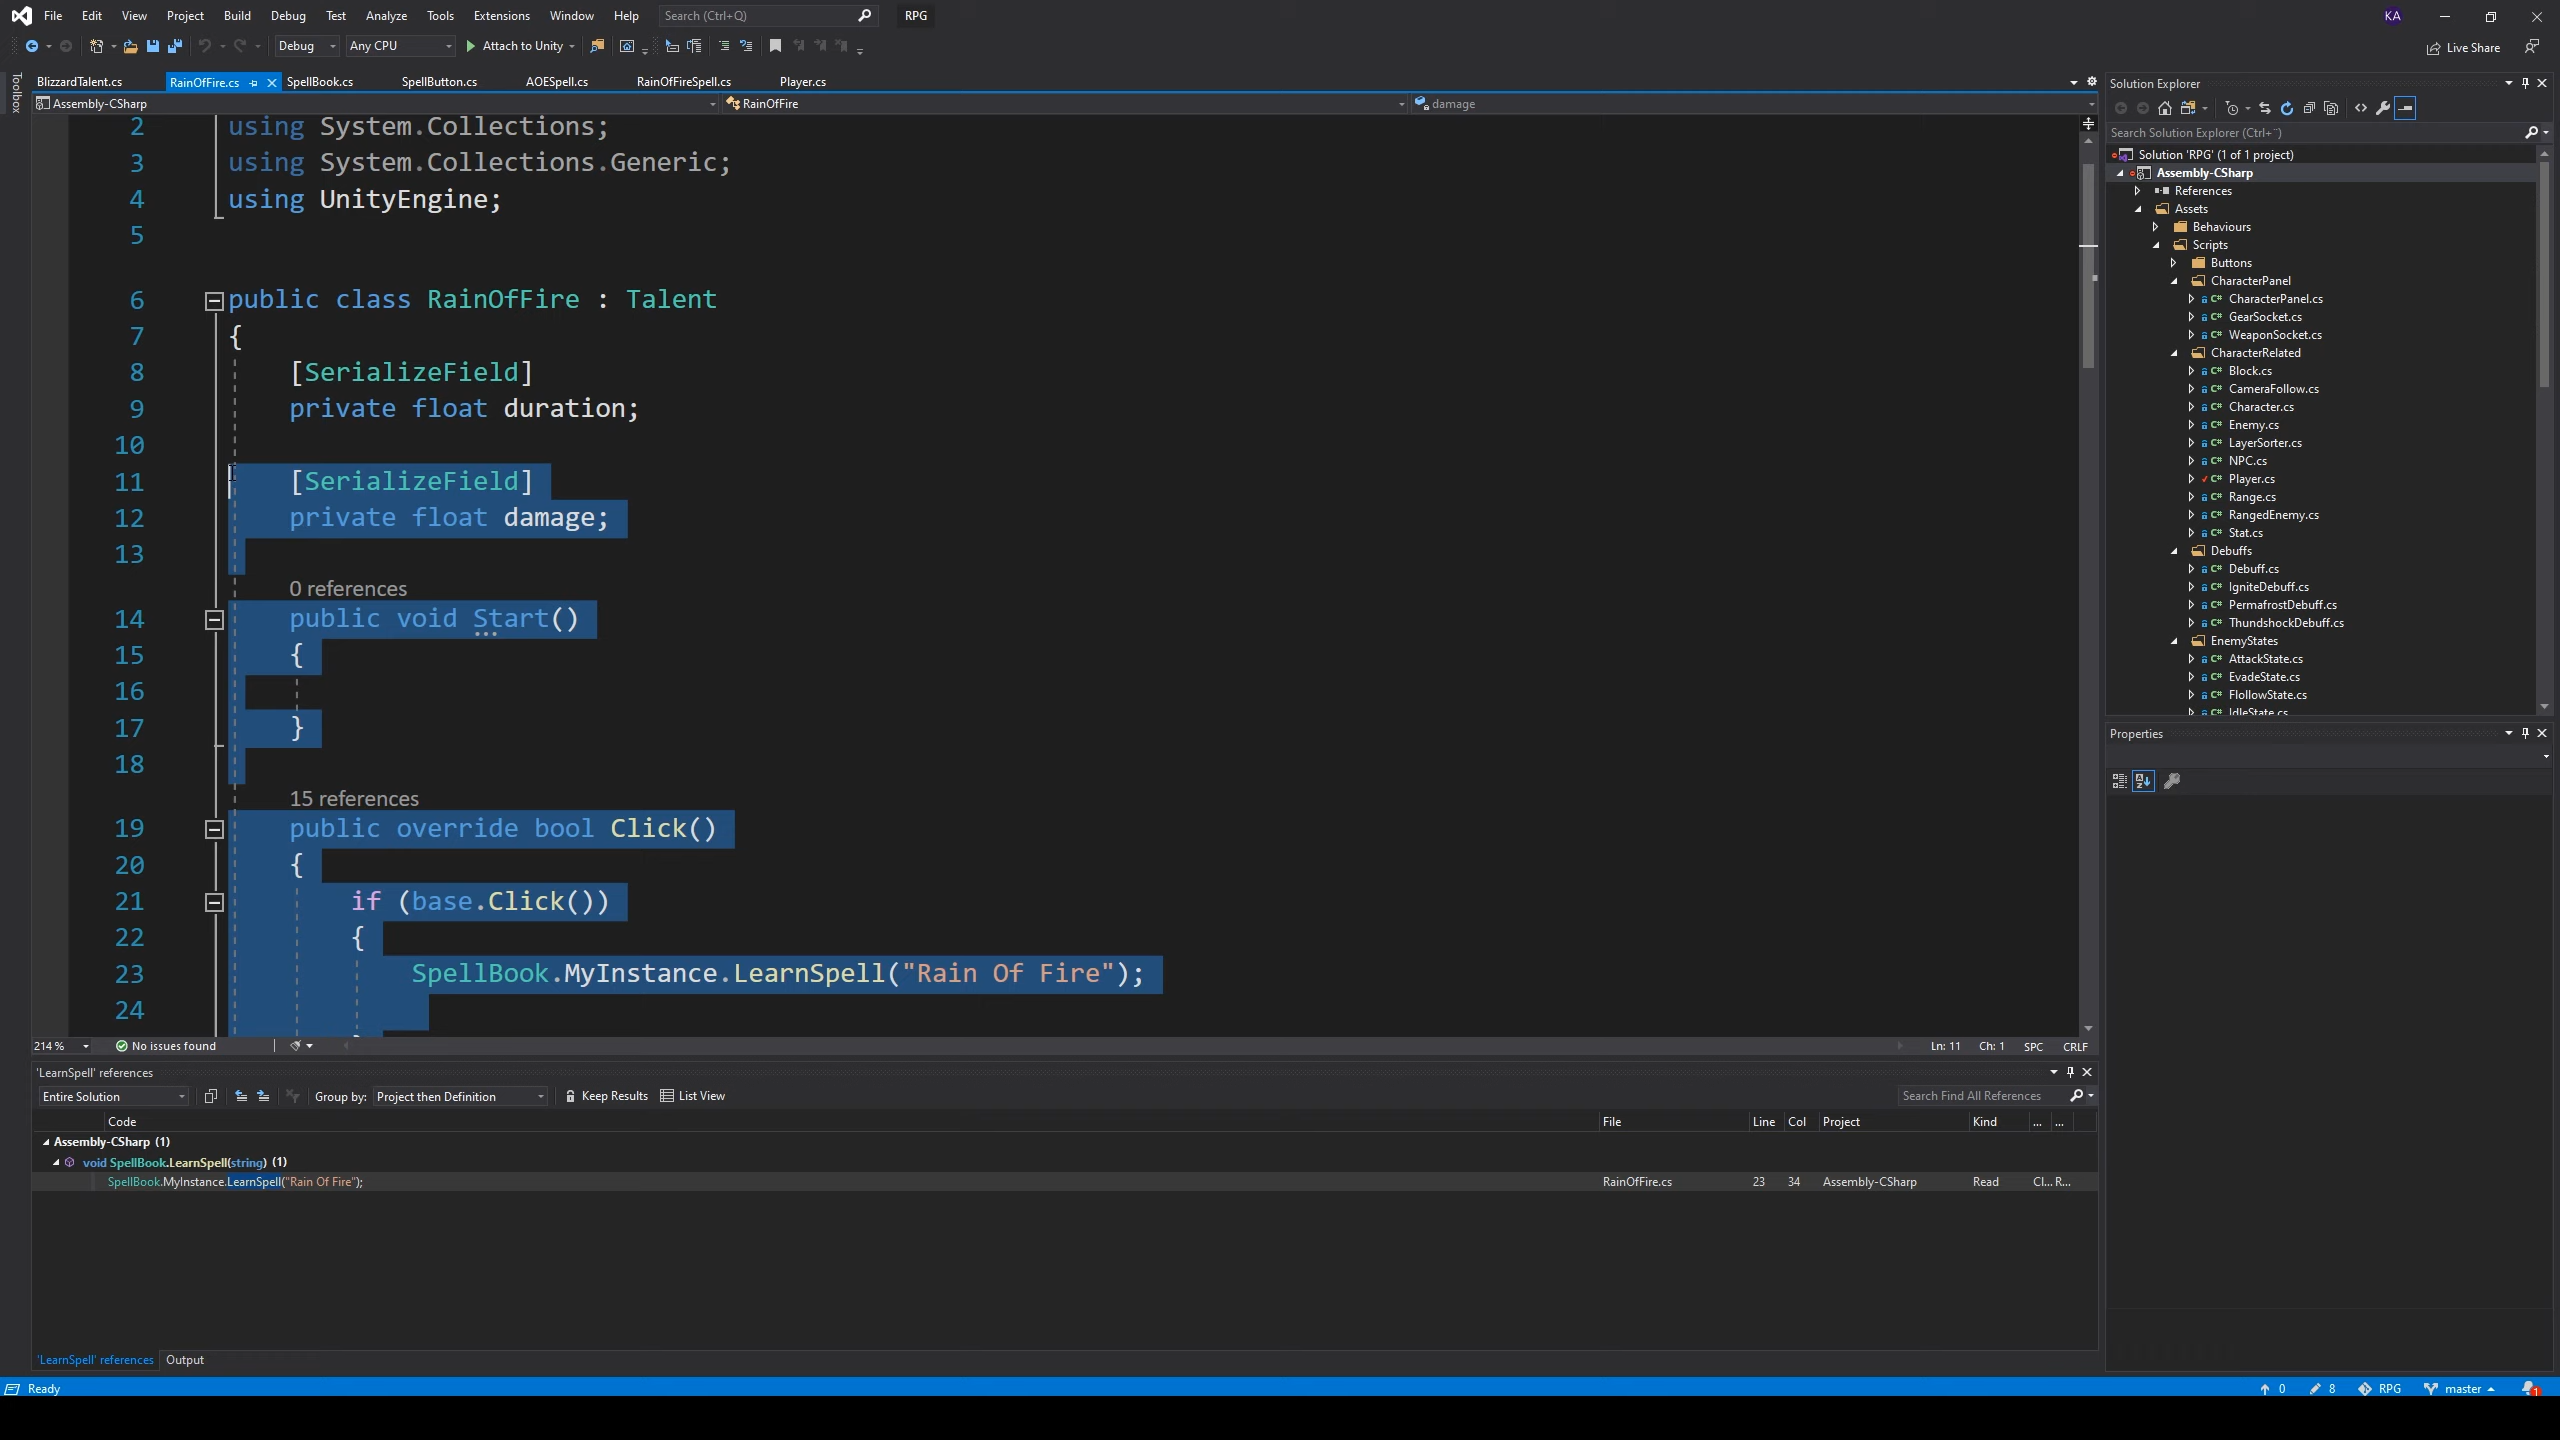 File Edit View Project Build Debug Test Analyze Tools Extensions Window Help Search (Ctrl+Q) RPG KA
Debug Any CPU Attach to Unity Live Share
Toolbox
BlizzardTalent.cs RainOfFire.cs SpellBook.cs SpellButton.cs AOESpell.cs RainOfFireSpell.cs Player.cs
Assembly-CSharp RainOfFire damage
2 using System.Collections;
3 using System.Collections.Generic;
4 using UnityEngine;
5
6 public class RainOfFire : Talent
7 {
8 [SerializeField]
9 private float duration;
10
11 [SerializeField]
12 private float damage;
13
0 references
14 public void Start()
15 {
16
17 }
18
15 references
19 public override bool Click()
20 {
21 if (base.Click())
22 {
23 SpellBook.MyInstance.LearnSpell("Rain Of Fire");
24
214 % No issues found Ln: 11 Ch: 1 SPC CRLF
'LearnSpell' references
Entire Solution Group by: Project then Definition Keep Results List View Search Find All References
Code File Line Col Project Kind ... ...
Assembly-CSharp (1)
void SpellBook.LearnSpell(string) (1)
SpellBook.MyInstance.LearnSpell("Rain Of Fire"); RainOfFire.cs 23 34 Assembly-CSharp Read Cl... R...
'LearnSpell' references Output
Ready 0 8 RPG master 1
Solution Explorer
Search Solution Explorer (Ctrl+¨)
Solution 'RPG' (1 of 1 project)
Assembly-CSharp
References
Assets
Behaviours
Scripts
Buttons
CharacterPanel
CharacterPanel.cs
GearSocket.cs
WeaponSocket.cs
CharacterRelated
Block.cs
CameraFollow.cs
Character.cs
Enemy.cs
LayerSorter.cs
NPC.cs
Player.cs
Range.cs
RangedEnemy.cs
Stat.cs
Debuffs
Debuff.cs
IgniteDebuff.cs
PermafrostDebuff.cs
ThundshockDebuff.cs
EnemyStates
AttackState.cs
EvadeState.cs
FlollowState.cs
IdleState.cs
Properties